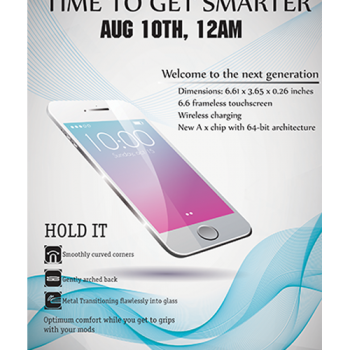 TIME TO GET SMARTER
AUG 10TH, 12AM
Welcome to the next generation
Dimensions: 6.61 x 3.65 x 0.26 inches
6.6 frameless touchscreen
Wireless charging
New A x chip with 64-bit architecture
10:00
HOLD IT
Smoothly curved corners
Gently arched back
Metal Transitioning flawlessly into glass
Optimum comfort while you get to grips
with your mods